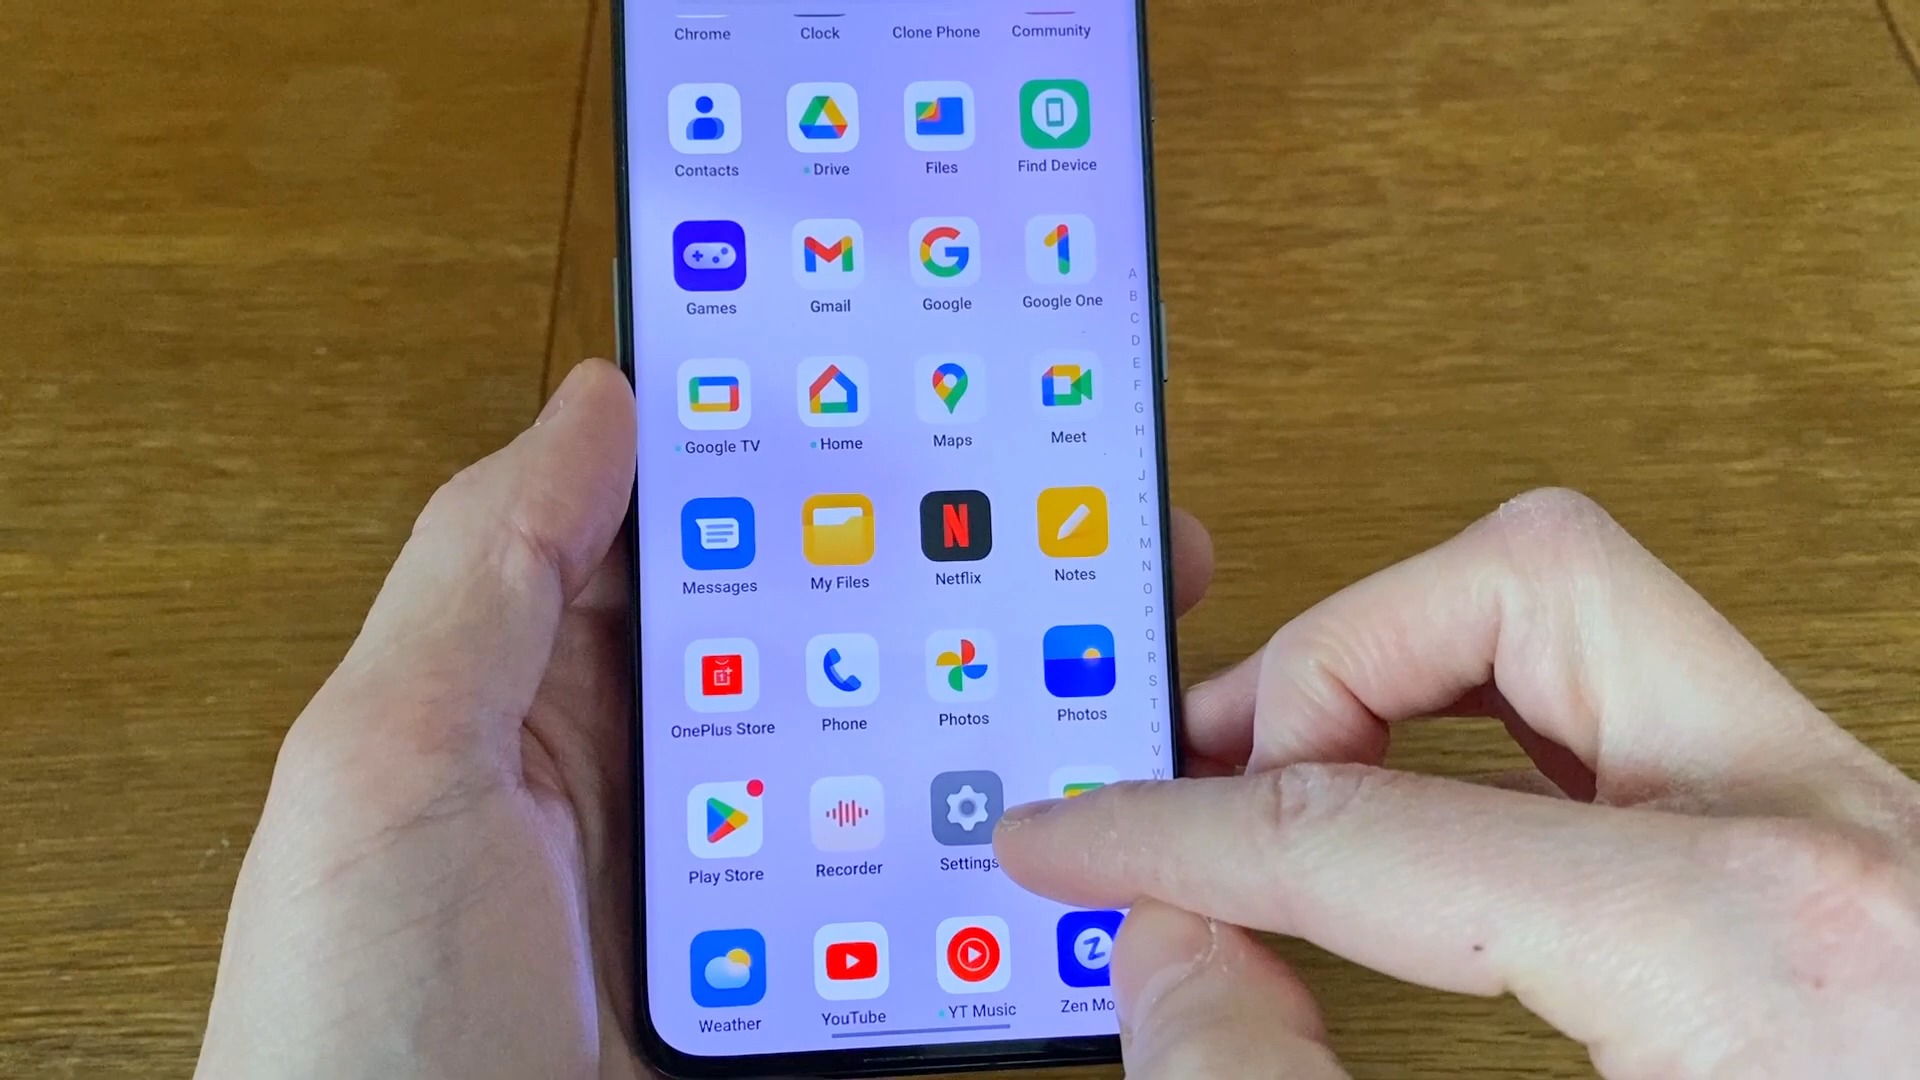 Chrome Clock Clone Phone Community
Contacts Drive Files Find Device
Games Gmail Google Google One
Google TV Home Maps Meet
Messages My Files Netflix Notes
OnePlus Store Phone Photos Photos
Play Store Recorder Settings
Weather YouTube YT Music Zen Mo
A
B
C
D
E
F
G
H
I
J
K
L
M
N
O
P
Q
R
S
T
U
V
W